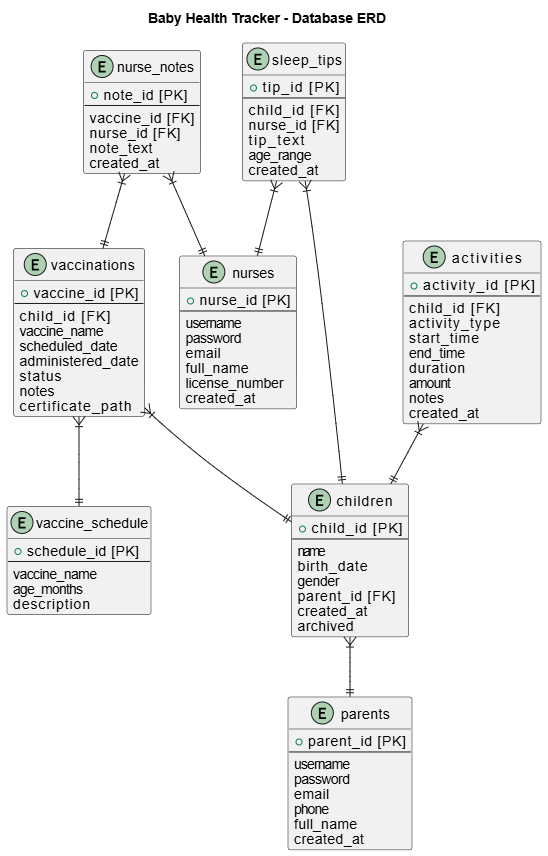 Baby Health Tracker - Database ERD
E nurse_notes
note_id [PK]
vaccine_id [FK]
nurse_id [FK]
note_text
created_at
E sleep_tips
tip_id [PK]
child_id [FK]
nurse_id [FK]
tip_text
age_range
created_at
E vaccinations
vaccine_id [PK]
child_id [FK]
vaccine_name
scheduled_date
administered_date
status
notes
certificate_path
E nurses
nurse_id [PK]
username
password
email
full_name
license_number
created_at
E activities
activity_id [PK]
child_id [FK]
activity_type
start_time
end_time
duration
amount
notes
created_at
E vaccine_schedule
schedule_id [PK]
vaccine_name
age_months
description
E children
child_id [PK]
name
birth_date
gender
parent_id [FK]
created_at
archived
E parents
parent_id [PK]
username
password
email
phone
full_name
created_at